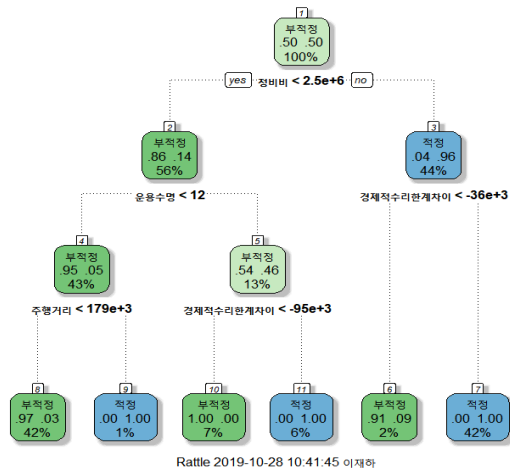 1
부적정
.50 .50
100%
yes 정비비 < 2.5e+6 no
2
부적정
.86 .14
56%
3
적정
.04 .96
44%
운용수명 < 12
경제적수리한계차이 < -36e+3
4
부적정
.95 .05
43%
5
부적정
.54 .46
13%
주행거리 < 179e+3
경제적수리한계차이 < -95e+3
8
부적정
.97 .03
42%
9
적정
.00 1.00
1%
10
부적정
1.00 .00
7%
11
적정
.00 1.00
6%
6
부적정
.91 .09
2%
7
적정
.00 1.00
42%
Rattle 2019-10-28 10:41:45 이재하